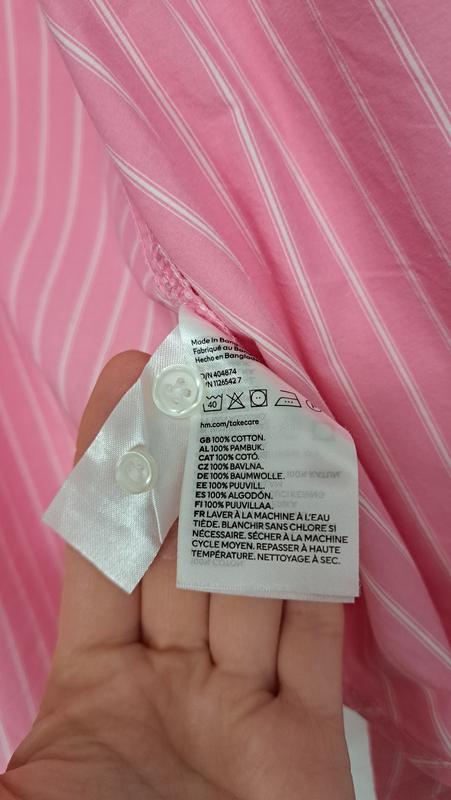 Made in
Fabriqué au
Hecho en
O/N 404874
P/N 1126542 7
40
hm.com/takecare
GB 100% COTTON.
AL 100% PAMBUK.
CAT 100% COTÓ.
CZ 100% BAVLNA.
DE 100% BAUMWOLLE.
EE 100% PUUVILL.
ES 100% ALGODÓN.
FI 100% PUUVILLAA.
FR LAVER À LA MACHINE À L'EAU
TIÈDE. BLANCHIR SANS CHLORE SI
NÉCESSAIRE. SÉCHER À LA MACHINE
CYCLE MOYEN. REPASSER À HAUTE
TEMPÉRATURE. NETTOYAGE À SEC.